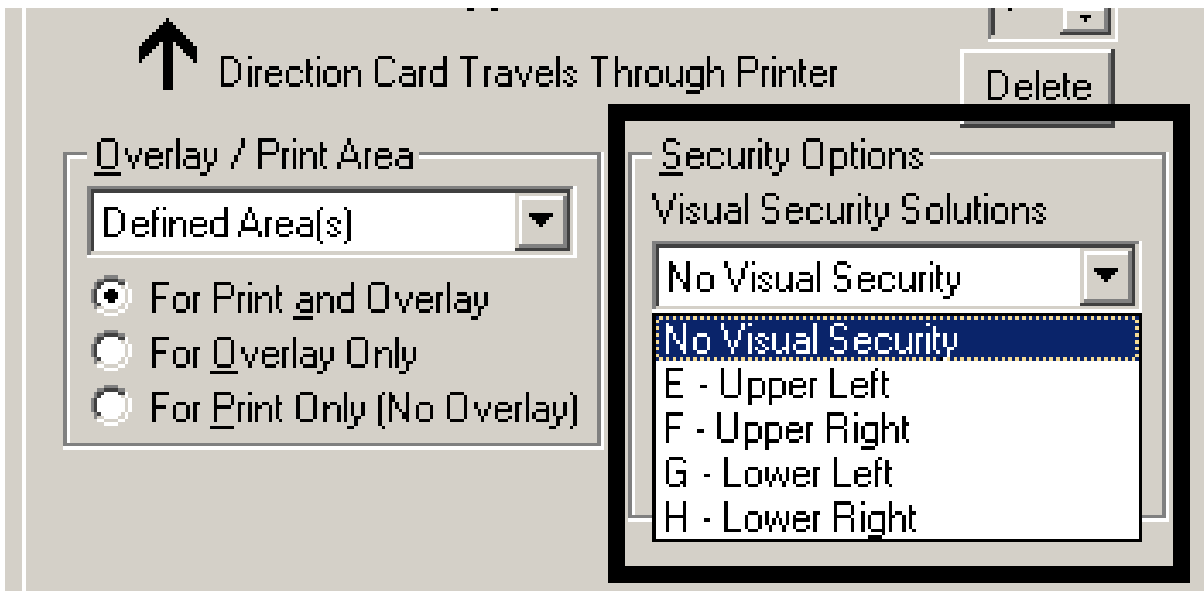 Direction Card Travels Through Printer
Delete
Overlay / Print Area
Defined Area(s)
For Print and Overlay
For Overlay Only
For Print Only (No Overlay)
Security Options
Visual Security Solutions
No Visual Security
No Visual Security
E - Upper Left
F - Upper Right
G - Lower Left
H - Lower Right